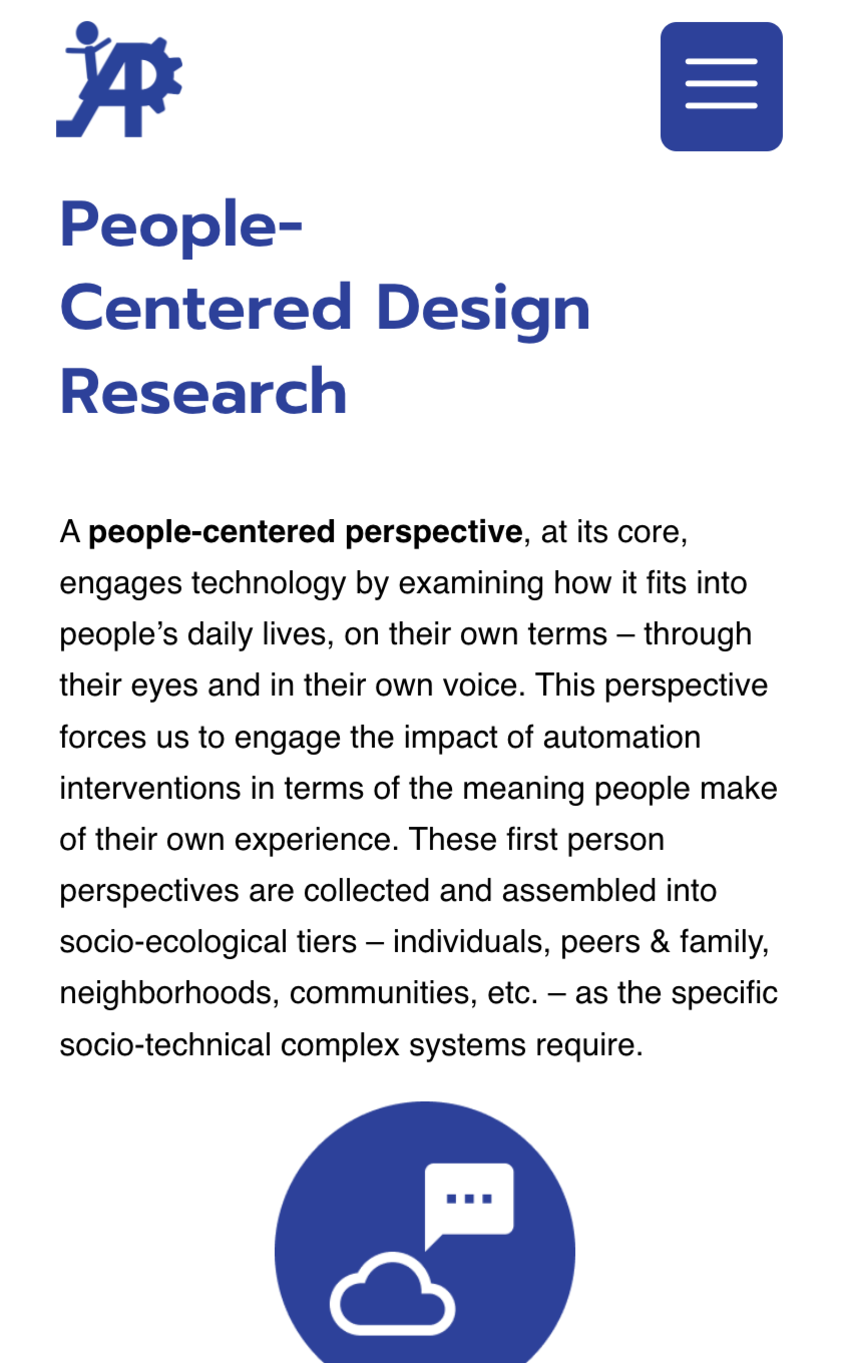 AP
People-
Centered Design
Research
A people-centered perspective, at its core,
engages technology by examining how it fits into
people’s daily lives, on their own terms – through
their eyes and in their own voice. This perspective
forces us to engage the impact of automation
interventions in terms of the meaning people make
of their own experience. These first person
perspectives are collected and assembled into
socio-ecological tiers – individuals, peers & family,
neighborhoods, communities, etc. – as the specific
socio-technical complex systems require.